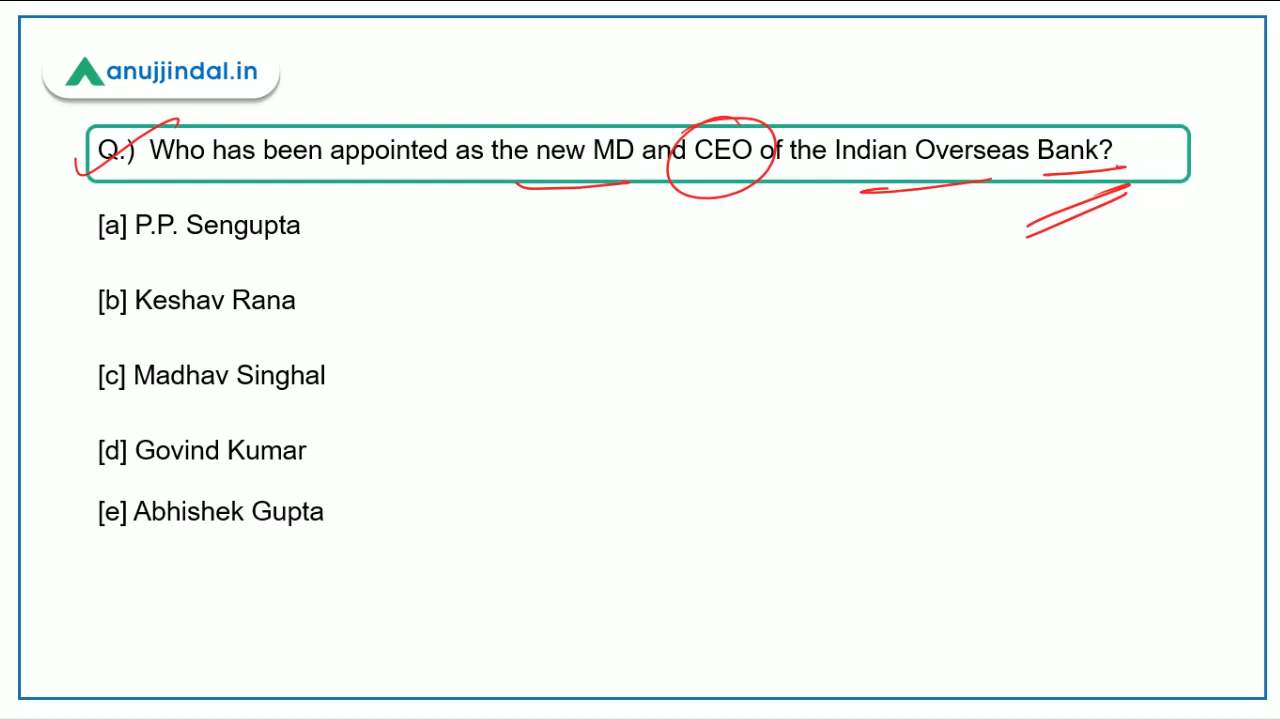 anujjindal.in
Q.) Who has been appointed as the new MD and CEO of the Indian Overseas Bank?
[a] P.P. Sengupta
[b] Keshav Rana
[c] Madhav Singhal
[d] Govind Kumar
[e] Abhishek Gupta